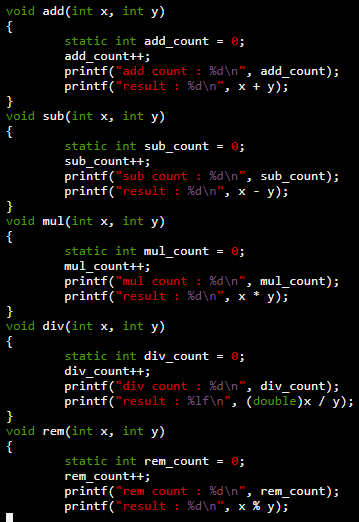 void add(int x, int y)
{
        static int add_count = 0;
        add_count++;
        printf("add count : %d\n", add_count);
        printf("result : %d\n", x + y);
}
void sub(int x, int y)
{
        static int sub_count = 0;
        sub_count++;
        printf("sub count : %d\n", sub_count);
        printf("result : %d\n", x - y);
}
void mul(int x, int y)
{
        static int mul_count = 0;
        mul_count++;
        printf("mul count : %d\n", mul_count);
        printf("result : %d\n", x * y);
}
void div(int x, int y)
{
        static int div_count = 0;
        div_count++;
        printf("div count : %d\n", div_count);
        printf("result : %lf\n", (double)x / y);
}
void rem(int x, int y)
{
        static int rem_count = 0;
        rem_count++;
        printf("rem count : %d\n", rem_count);
        printf("result : %d\n", x % y);